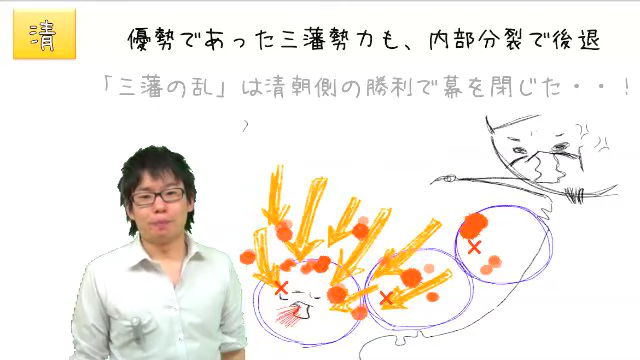 清
優勢であった三藩勢力も、内部分裂で後退
「三藩の乱」は清朝側の勝利で幕を閉じた・・！